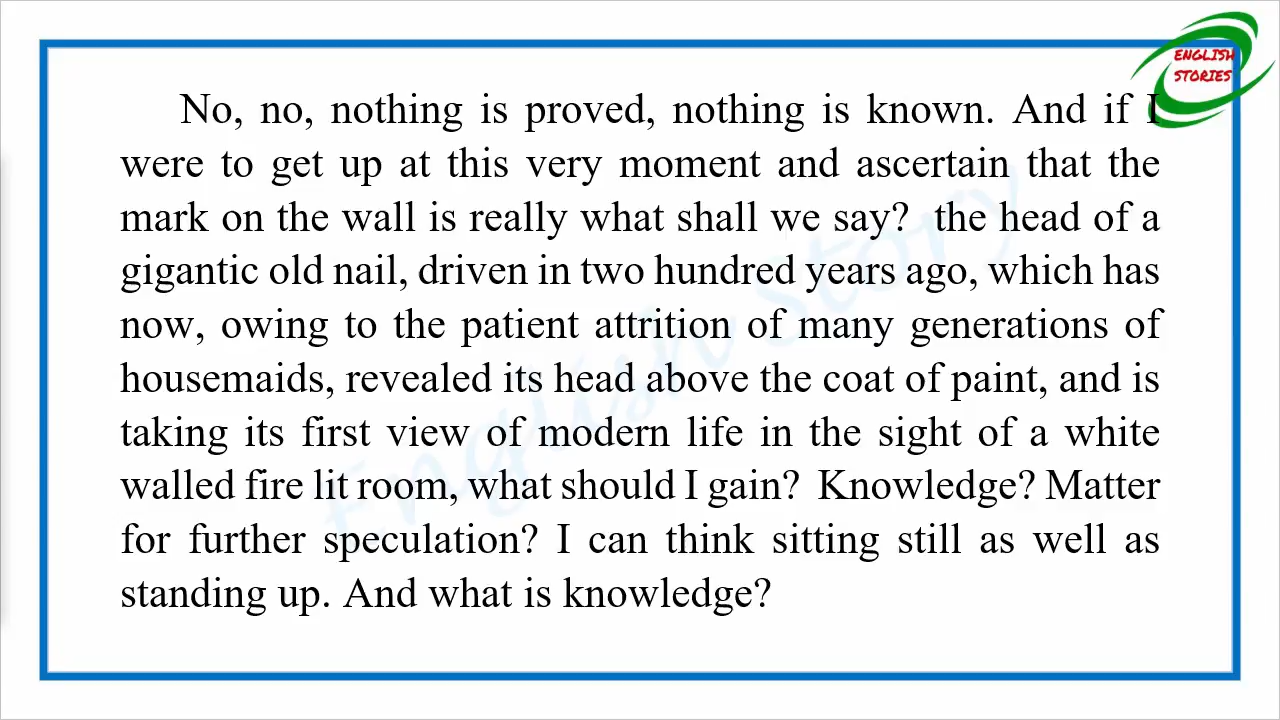 ENGLISH
STORIES
No, no, nothing is proved, nothing is known. And if I
were to get up at this very moment and ascertain that the
mark on the wall is really what shall we say?  the head of a
gigantic old nail, driven in two hundred years ago, which has
now, owing to the patient attrition of many generations of
housemaids, revealed its head above the coat of paint, and is
taking its first view of modern life in the sight of a white
walled fire lit room, what should I gain?  Knowledge? Matter
for further speculation? I can think sitting still as well as
standing up. And what is knowledge?
English Story